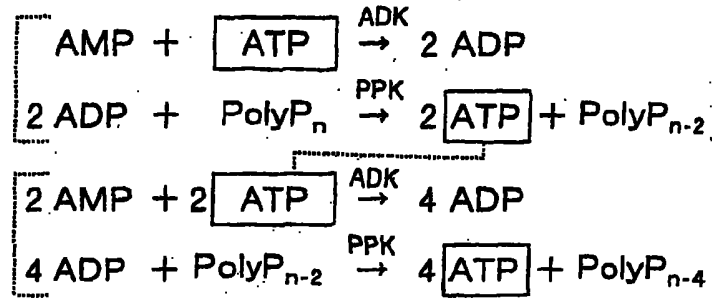 ADK
AMP + ATP → 2 ADP
PPK
2 ADP + PolyPₙ → 2 ATP + PolyPₙ₋₂
ADK
2 AMP + 2 ATP → 4 ADP
PPK
4 ADP + PolyPₙ₋₂ → 4 ATP + PolyPₙ₋₄